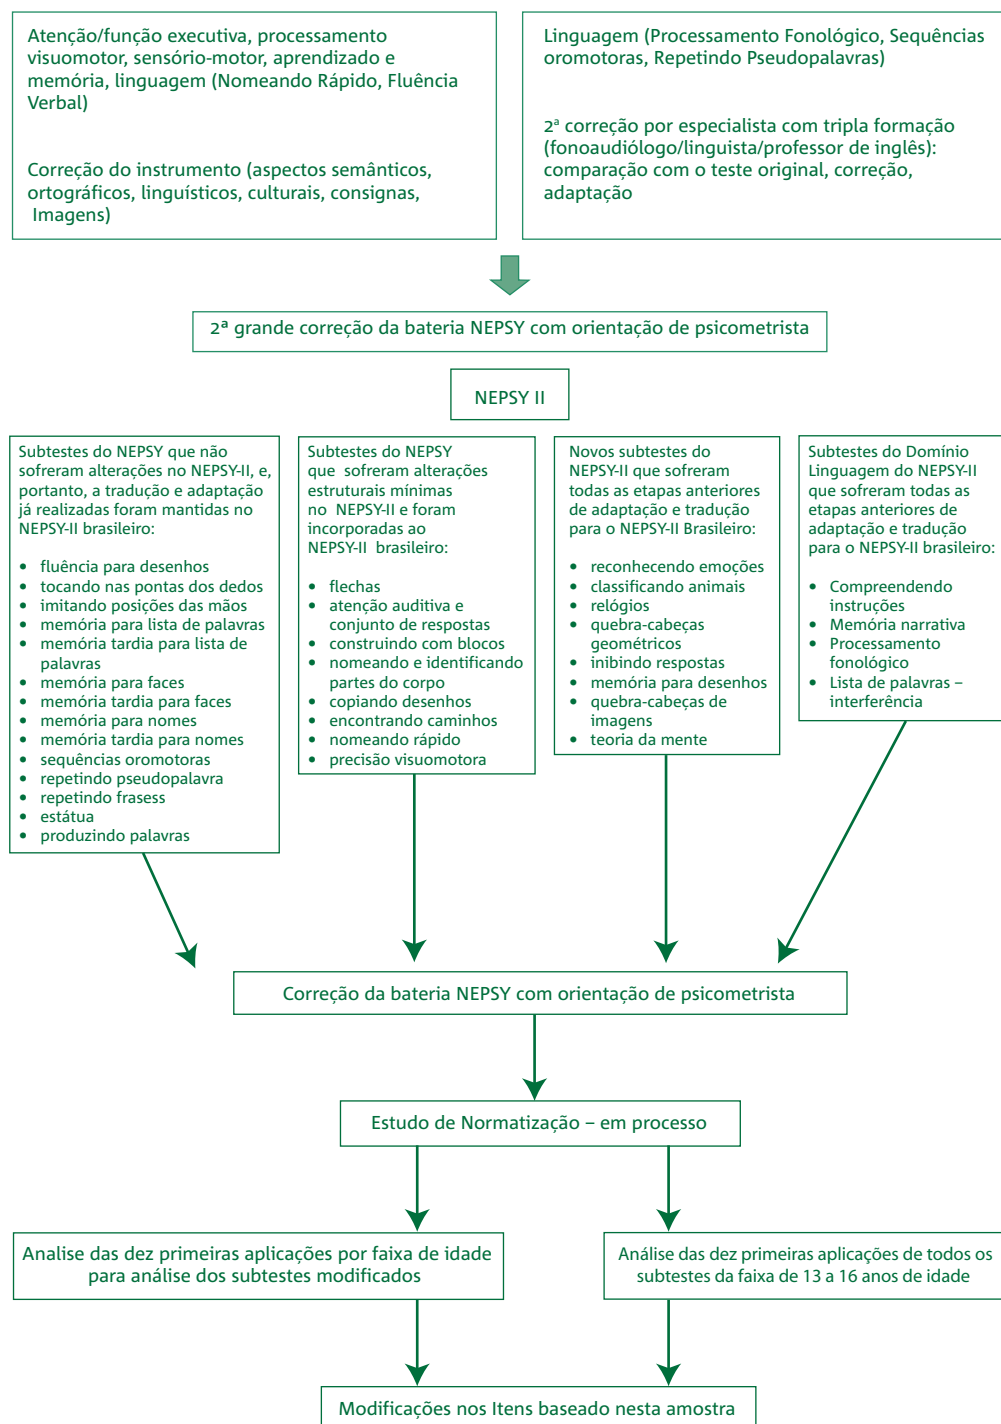 Atenção/função executiva, processamento
visuomotor, sensório-motor, aprendizado e
memória, linguagem (Nomeando Rápido, Fluência
Verbal)
Correção do instrumento (aspectos semânticos,
ortográficos, linguísticos, culturais, consignas,
Imagens)
Linguagem (Processamento Fonológico, Sequências
oromotoras, Repetindo Pseudopalavras)
2ª correção por especialista com tripla formação
(fonoaudiólogo/linguista/professor de inglês):
comparação com o teste original, correção,
adaptação
2ª grande correção da bateria NEPSY com orientação de psicometrista
NEPSY II
Subtestes do NEPSY que não
sofreram alterações no NEPSY-II, e,
portanto, a tradução e adaptação
já realizadas foram mantidas no
NEPSY-II brasileiro:
• fluência para desenhos
• tocando nas pontas dos dedos
• imitando posições das mãos
• memória para lista de palavras
• memória tardia para lista de
palavras
• memória para faces
• memória tardia para faces
• memória para nomes
• memória tardia para nomes
• sequências oromotoras
• repetindo pseudopalavra
• repetindo frasess
• estátua
• produzindo palavras
Subtestes do NEPSY
que sofreram alterações
estruturais mínimas
no NEPSY-II e foram
incorporadas ao
NEPSY-II brasileiro:
• flechas
• atenção auditiva e
conjunto de respostas
• construindo com blocos
• nomeando e identificando
partes do corpo
• copiando desenhos
• encontrando caminhos
• nomeando rápido
• precisão visuomotora
Novos subtestes do
NEPSY-II que sofreram
todas as etapas anteriores
de adaptação e tradução
para o NEPSY-II Brasileiro:
• reconhecendo emoções
• classificando animais
• relógios
• quebra-cabeças
geométricos
• inibindo respostas
• memória para desenhos
• quebra-cabeças de
imagens
• teoria da mente
Subtestes do Domínio
Linguagem do NEPSY-II
que sofreram todas as
etapas anteriores de
adaptação e tradução
para o NEPSY-II brasileiro:
• Compreendendo
instruções
• Memória narrativa
• Processamento
fonológico
• Lista de palavras –
interferência
Correção da bateria NEPSY com orientação de psicometrista
Estudo de Normatização – em processo
Analise das dez primeiras aplicações por faixa de idade
para análise dos subtestes modificados
Análise das dez primeiras aplicações de todos os
subtestes da faixa de 13 a 16 anos de idade
Modificações nos Itens baseado nesta amostra